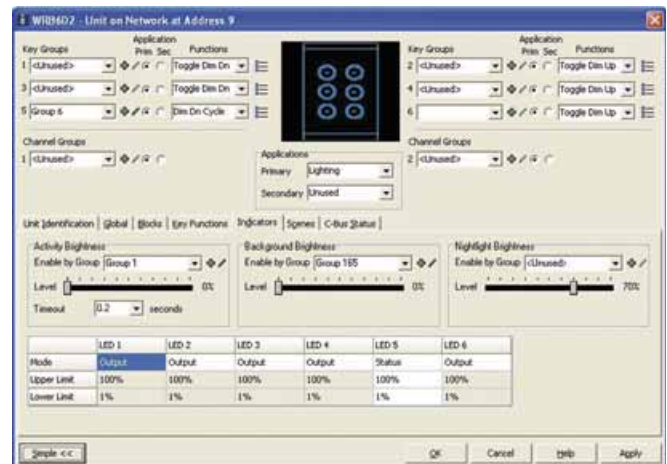 WRM602 - Unit on Network at Address 9
Key Groups Application Prim Sec Functions
1 <Unused> Toggle Dim Dn
3 <Unused> Toggle Dim Dn
5 Group 6 Dim Dn Cycle
Channel Groups
1 <Unused>
Key Groups Application Prim Sec Functions
2 <Unused> Toggle Dim Up
4 <Unused> Toggle Dim Up
6 Toggle Dim Up
Channel Groups
2 <Unused>
Applications
Primary Lighting
Secondary Unused
Unit Identification Global Blocks Key Functions Indicators Scenes C-Bus Status
Activity Brightness
Enable by Group Group 1
Level 0%
Timeout 0.2 seconds
Background Brightness
Enable by Group Group 165
Level 0%
Nightlight Brightness
Enable by Group <Unused>
Level 70%
LED 1 LED 2 LED 3 LED 4 LED 5 LED 6
Mode Output Output Output Output Status Output
Upper Limit 100% 100% 100% 100% 100% 100%
Lower Limit 1% 1% 1% 1% 1% 1%
Simple << OK Cancel Help Apply